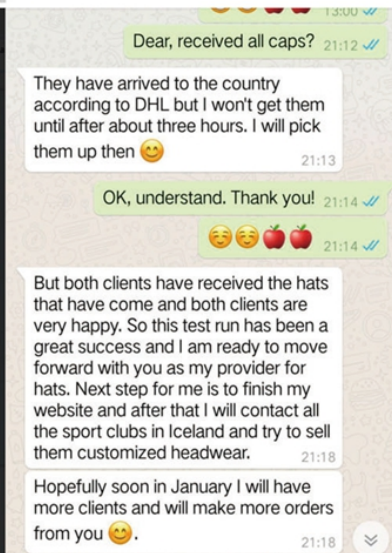 13:00
Dear, received all caps? 21:12
They have arrived to the country
according to DHL but I won't get them
until after about three hours. I will pick
them up then 😊
21:13
OK, understand. Thank you! 21:14
☺️☺️🍎🍎 21:14
But both clients have received the hats
that have come and both clients are
very happy. So this test run has been a
great success and I am ready to move
forward with you as my provider for
hats. Next step for me is to finish my
website and after that I will contact all
the sport clubs in Iceland and try to sell
them customized headwear. 21:18
Hopefully soon in January I will have
more clients and will make more orders
from you 😊. 21:18